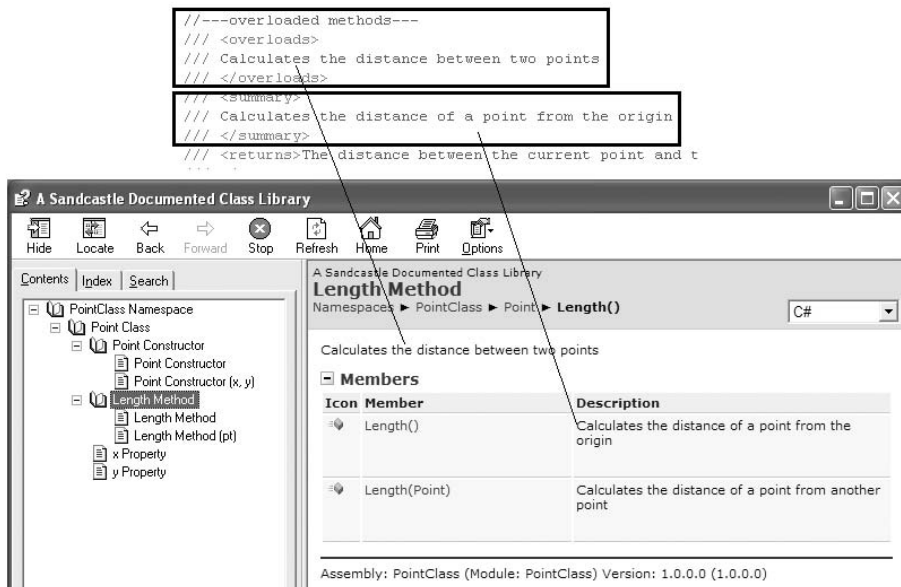 //---overloaded methods---
/// <overloads>
/// Calculates the distance between two points
/// </overloads>
/// <summary>
/// Calculates the distance of a point from the origin
/// </summary>
/// <returns>The distance between the current point and t
A Sandcastle Documented Class Library
Hide Locate Back Forward Stop Refresh Home Print Options
Contents Index Search
PointClass Namespace
Point Class
Point Constructor
Point Constructor
Point Constructor (x, y)
Length Method
Length Method
Length Method (pt)
x Property
y Property
A Sandcastle Documented Class Library
Length Method
Namespaces ► PointClass ► Point ► Length()
C#
Calculates the distance between two points
Members
Icon Member Description
Length() Calculates the distance of a point from the
origin
Length(Point) Calculates the distance of a point from another
point
Assembly: PointClass (Module: PointClass) Version: 1.0.0.0 (1.0.0.0)